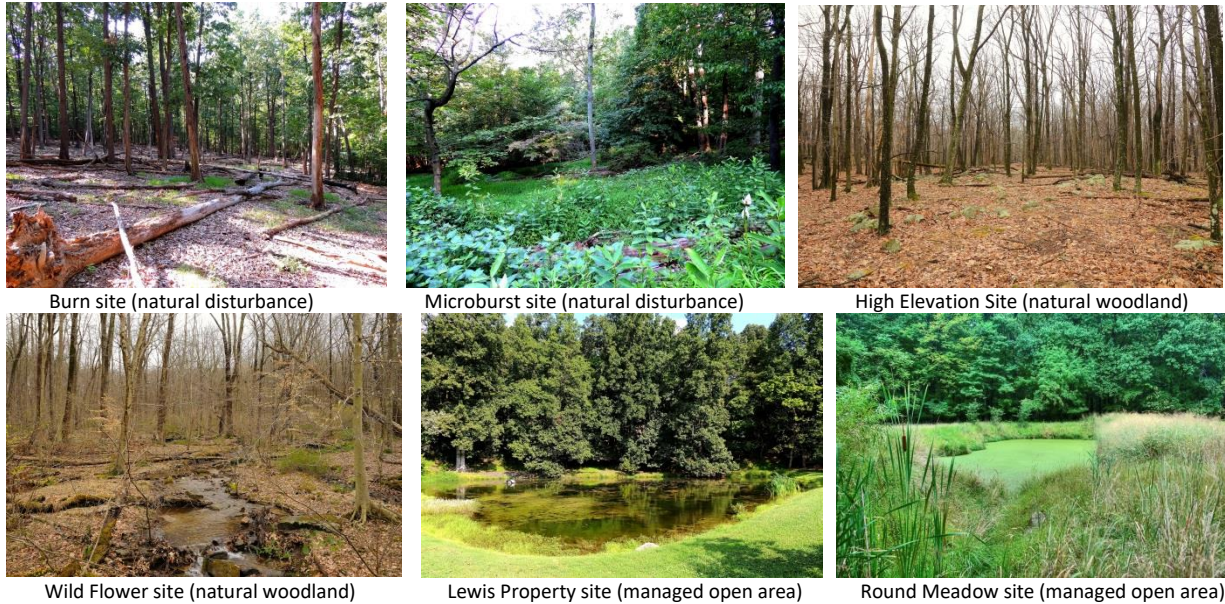 Burn site (natural disturbance)
Microburst site (natural disturbance)
High Elevation Site (natural woodland)
Wild Flower site (natural woodland)
Lewis Property site (managed open area)
Round Meadow site (managed open area)